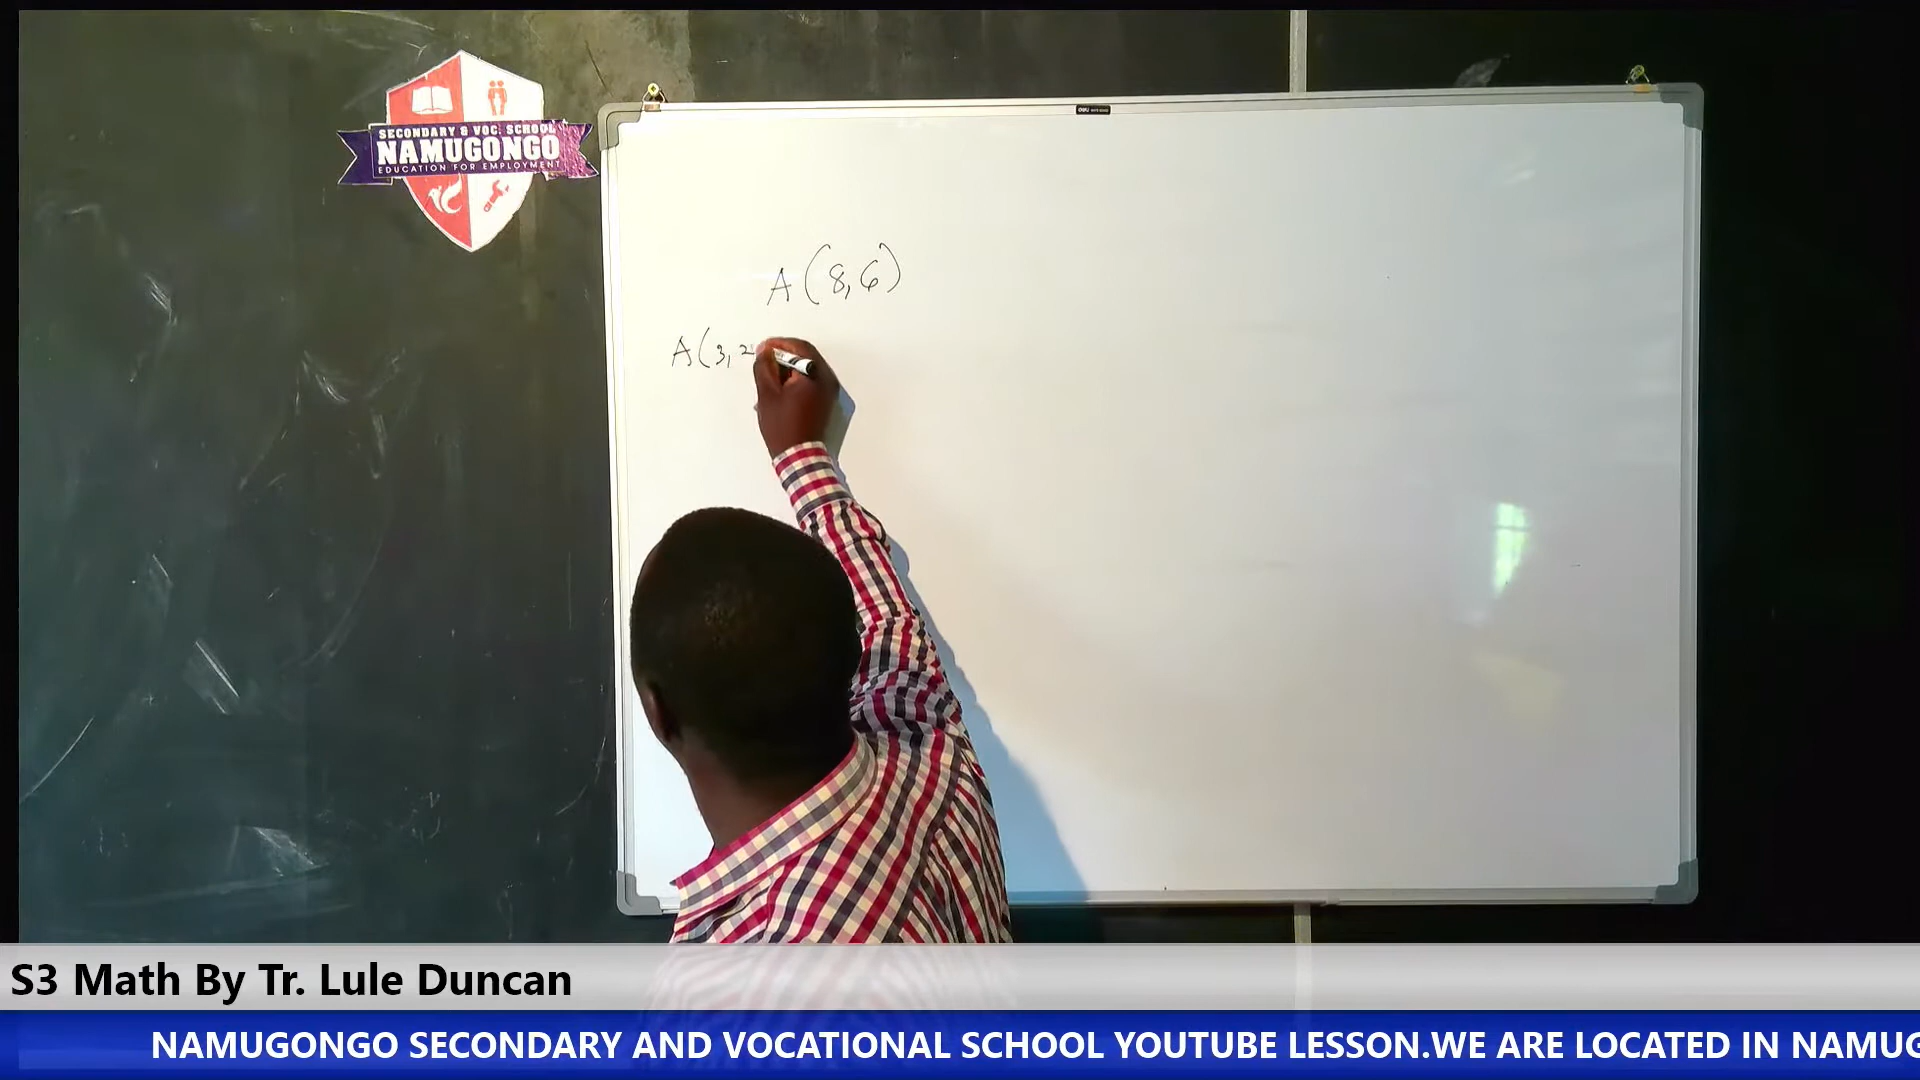 SECONDARY & VOC. SCHOOL
NAMUGONGO
EDUCATION FOR EMPLOYMENT
A(8,6)
A(3,2
S3 Math By Tr. Lule Duncan
NAMUGONGO SECONDARY AND VOCATIONAL SCHOOL YOUTUBE LESSON.WE ARE LOCATED IN NAMUG